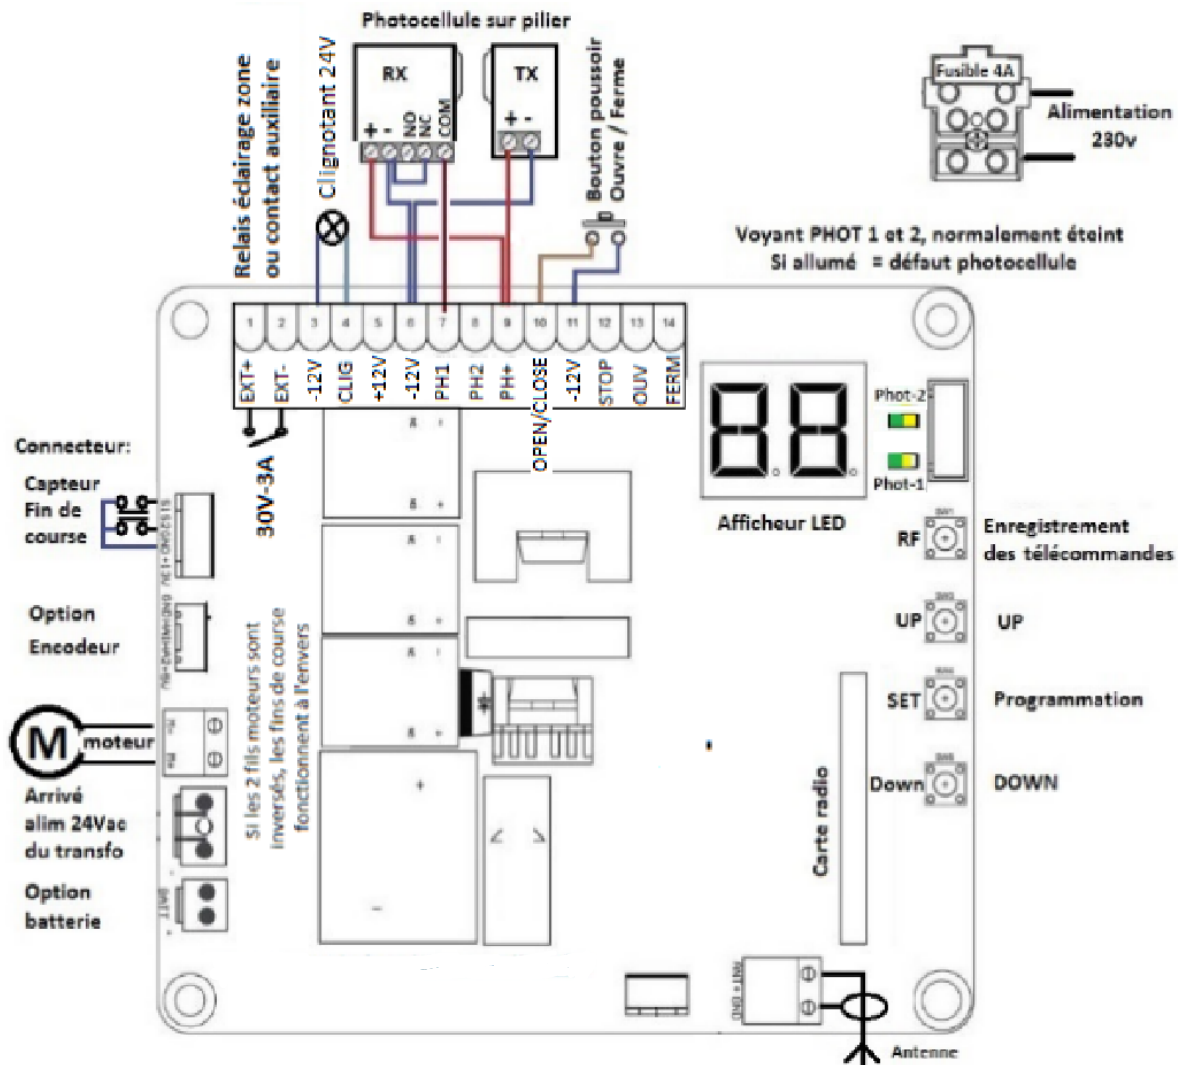 Photocellule sur pilier
Relais éclairage zone
ou contact auxiliaire
Clignotant 24V
RX
+
-
NO
NC
COM
TX
+
-
Bouton poussoir
Ouvre / Ferme
Fusible 4A
Alimentation
230v
Voyant PHOT 1 et 2, normalement éteint
Si allumé = défaut photocellule
1 2 3 4 5 6 7 8 9 10 11 12 13 14
EXT+
EXT-
-12V
CLIG
+12V
-12V
PH1
PH2
PH+
OPEN/CLOSE
-12V
STOP
OUV
FERM
30V-3A
Connecteur:
Capteur
Fin de
course
Option
Encodeur
M
moteur
Arrivé
alim 24Vac
du transfo
Option
batterie
BATT
Si les 2 fils moteurs sont
inversés, les fins de course
fonctionnent à l'envers
+
-
Phot-2
Phot-1
Afficheur LED
RF
Enregistrement
des télécommandes
UP
UP
SET
Programmation
Down
DOWN
Carte radio
ANT+ GND
Antenne